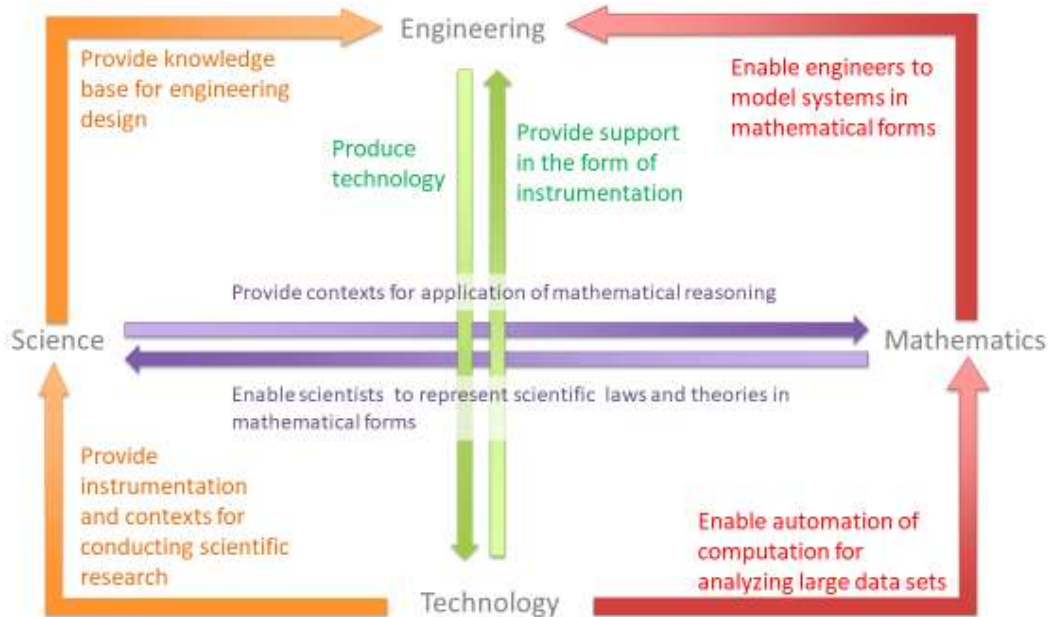 Engineering
Provide knowledge
base for engineering
design
Enable engineers to
model systems in
mathematical forms
Produce
technology
Provide support
in the form of
instrumentation
Provide contexts for application of mathematical reasoning
Science
Mathematics
Enable scientists to represent scientific laws and theories in
mathematical forms
Provide
instrumentation
and contexts for
conducting scientific
research
Enable automation of
computation for
analyzing large data sets
Technology